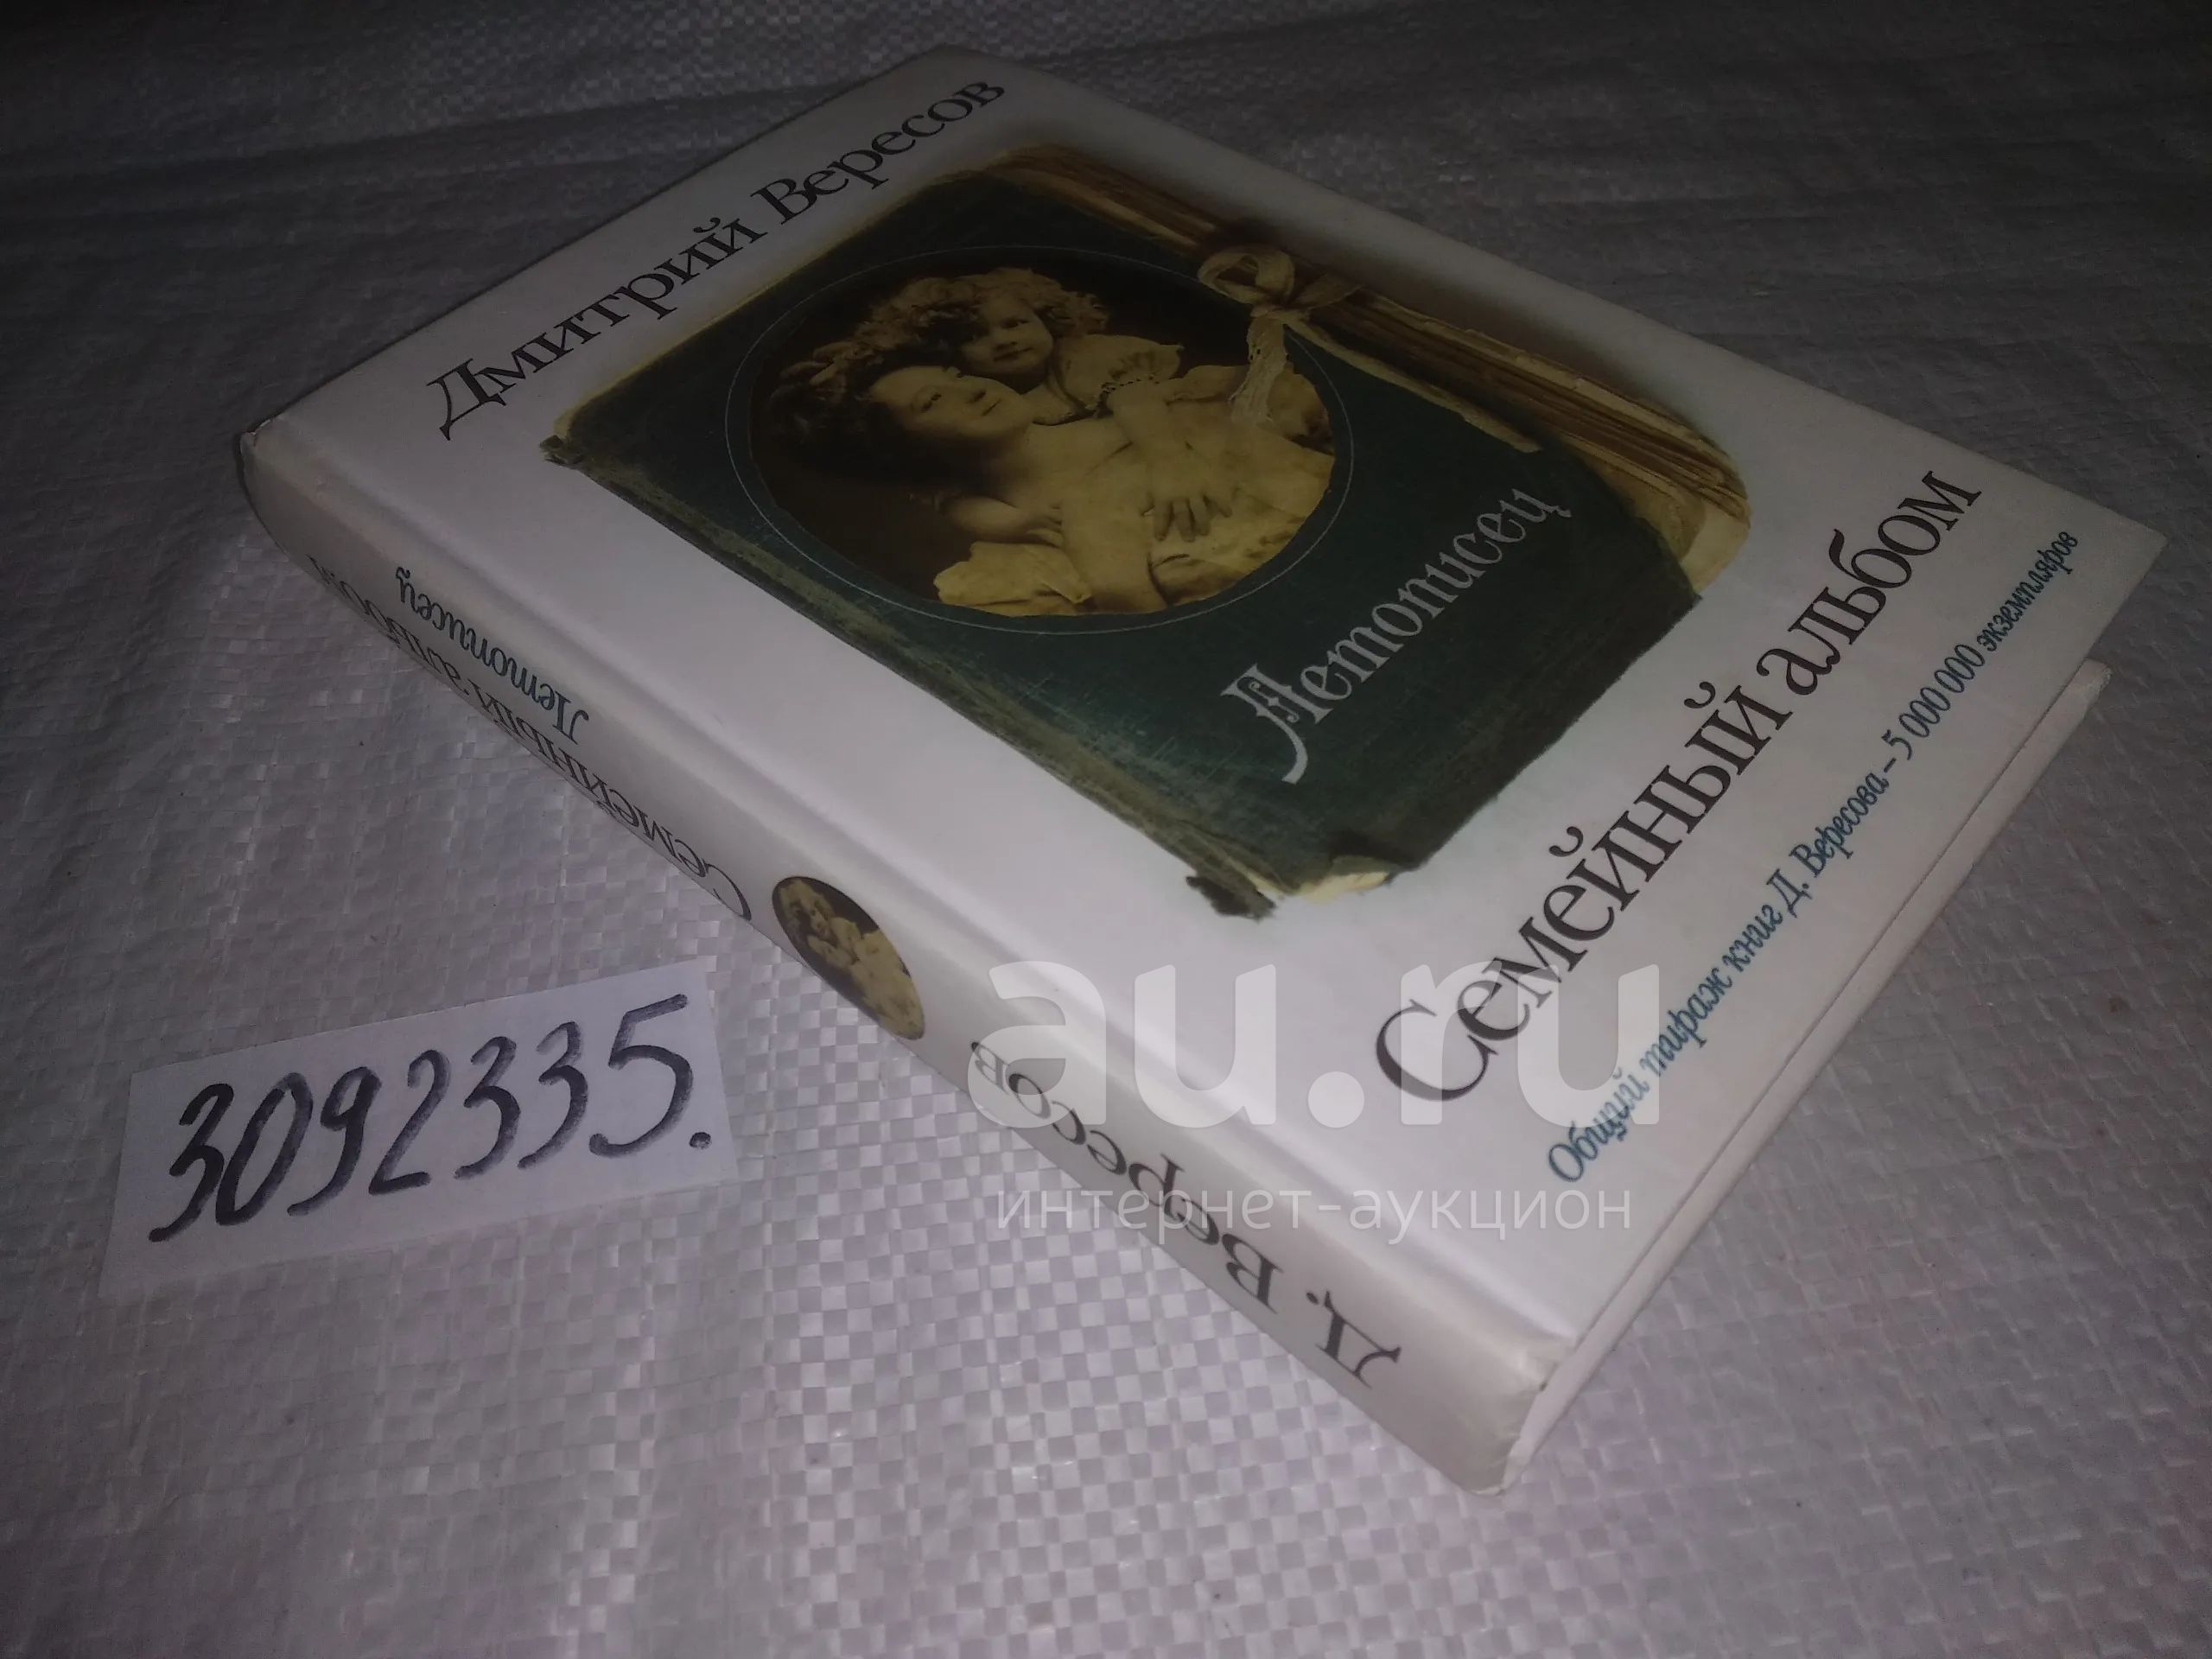 Дмитрий Вересов
Летописец
Семейный альбом
Общий тираж книг Д. Вересова – 5 000 000 экземпляров
Д. Вересов
Семейный альбом
Летописец
3092335.
au.ru
интернет-аукцион